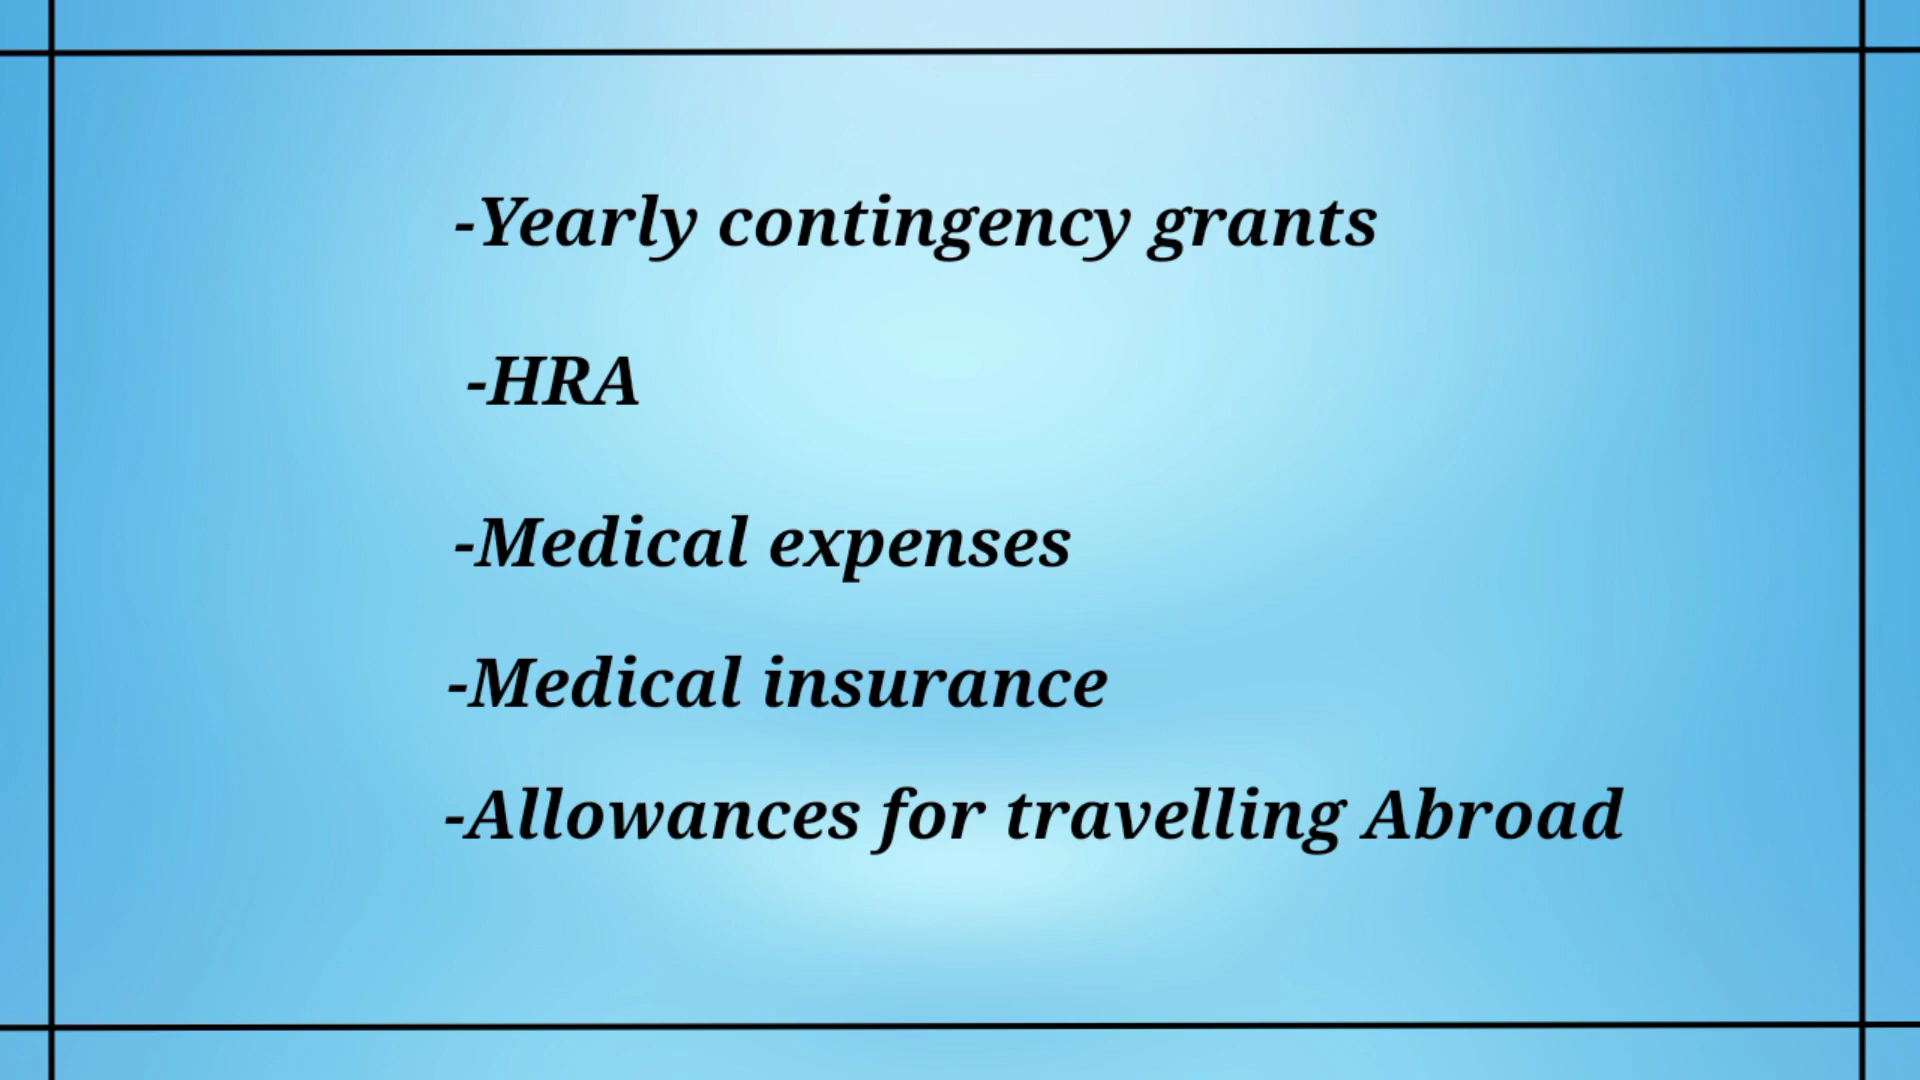 -Yearly contingency grants
-HRA
-Medical expenses
-Medical insurance
-Allowances for travelling Abroad